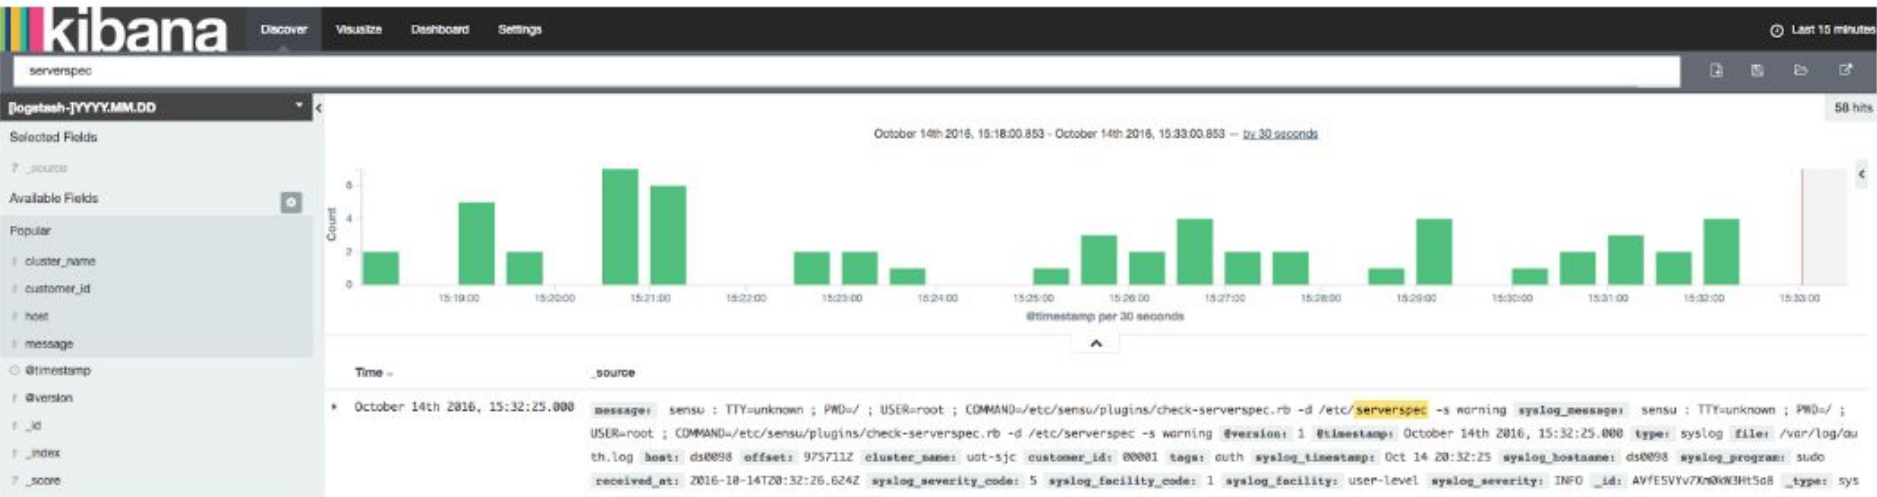 kibana Discover Visualize Dashboard Settings Last 15 minutes
serverspec
[logstash-]YYYY.MM.DD
58 hits
Selected Fields
? _source
Available Fields
Popular
t cluster_name
t customer_id
t host
t message
@timestamp
t @version
t _id
t _index
? _score
October 14th 2016, 15:18:00.853 - October 14th 2016, 15:33:00.853 — by 30 seconds
Count
6
4
2
0
15:19:00 15:20:00 15:21:00 15:22:00 15:23:00 15:24:00 15:25:00 15:26:00 15:27:00 15:28:00 15:29:00 15:30:00 15:31:00 15:32:00 15:33:00
@timestamp per 30 seconds
Time _source
October 14th 2016, 15:32:25.000 message: sensu : TTY=unknown ; PWD=/ ; USER=root ; COMMAND=/etc/sensu/plugins/check-serverspec.rb -d /etc/serverspec -s warning syslog_message: sensu : TTY=unknown ; PWD=/ ;
USER=root ; COMMAND=/etc/sensu/plugins/check-serverspec.rb -d /etc/serverspec -s warning @version: 1 @timestamp: October 14th 2016, 15:32:25.000 type: syslog file: /var/log/au
th.log host: ds0098 offset: 9757112 cluster_name: uat-sjc customer_id: 00001 tags: auth syslog_timestamp: Oct 14 20:32:25 syslog_hostname: ds0098 syslog_program: sudo
received_at: 2016-10-14T20:32:26.624Z syslog_severity_code: 5 syslog_facility_code: 1 syslog_facility: user-level syslog_severity: INFO _id: _type: sys